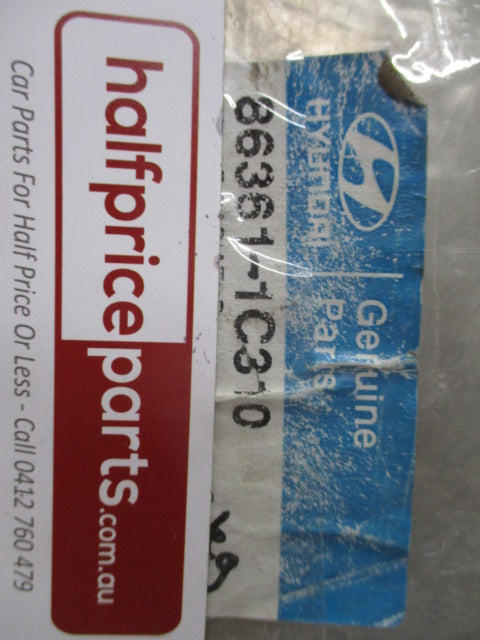 HYUNDAI
Genuine
Parts
86361-1C310
halfpriceparts.com.au
Car Parts For Half Price Or Less - Call 0412 760 479